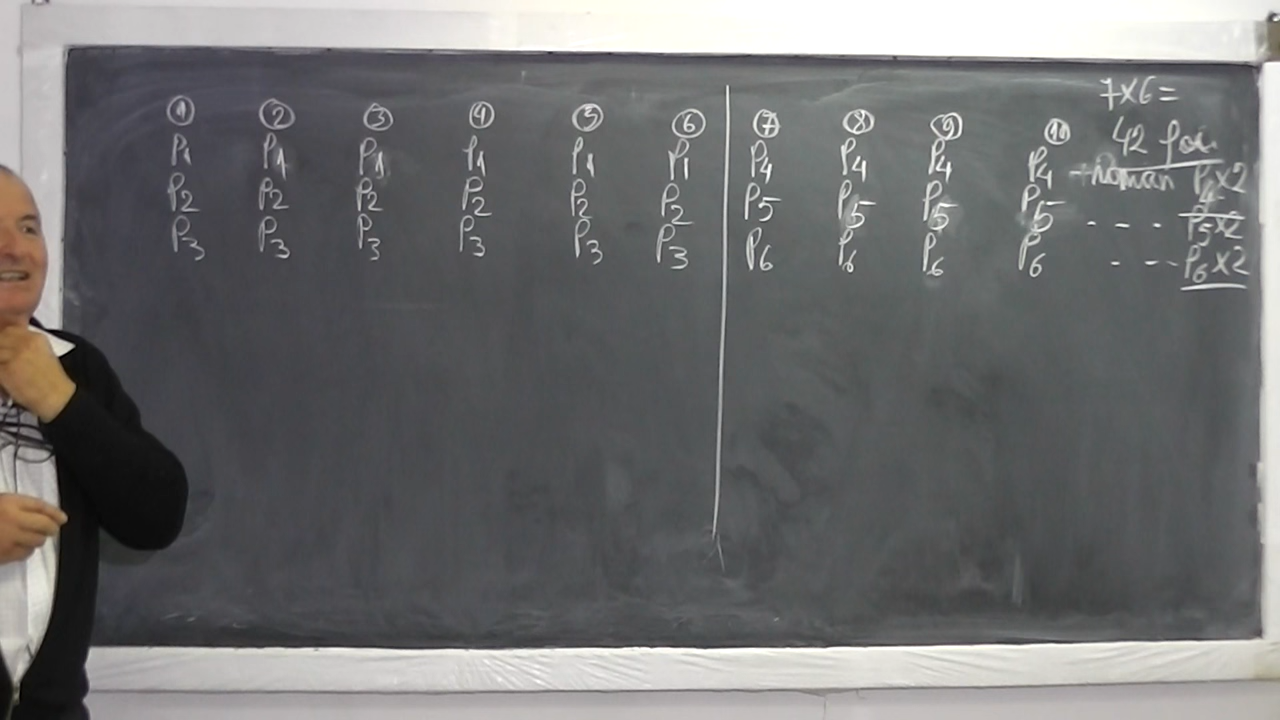 ① ② ③ ④ ⑤ ⑥ ⑦ ⑧ ⑨ ⑩
P1 P1 P1 P1 P1 P1 P4 P4 P4 P4
P2 P2 P2 P2 P2 P2 P5 P5 P5 P5
P3 P3 P3 P3 P3 P3 P6 P6 P6 P6
7x6=
42
raman P4x2
- - - P5x2
- - - P6x2